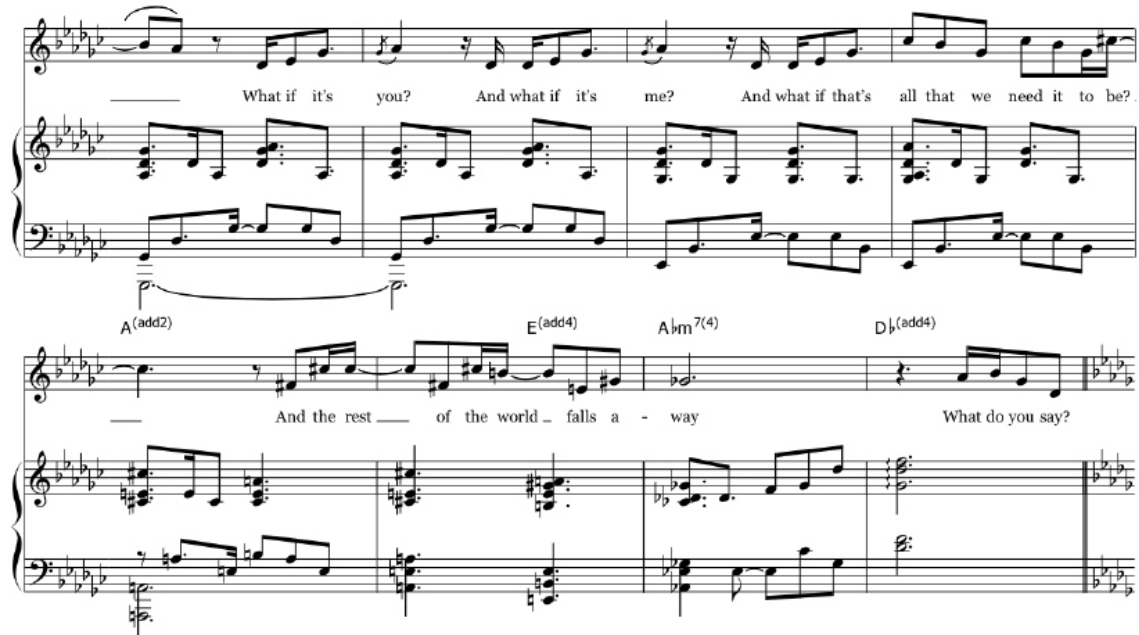 What if it's you? And what if it's me? And what if that's all that we need it to be?
A(add2) E(add4) A♭m7(4) D♭(add4)
And the rest of the world falls a - way What do you say?